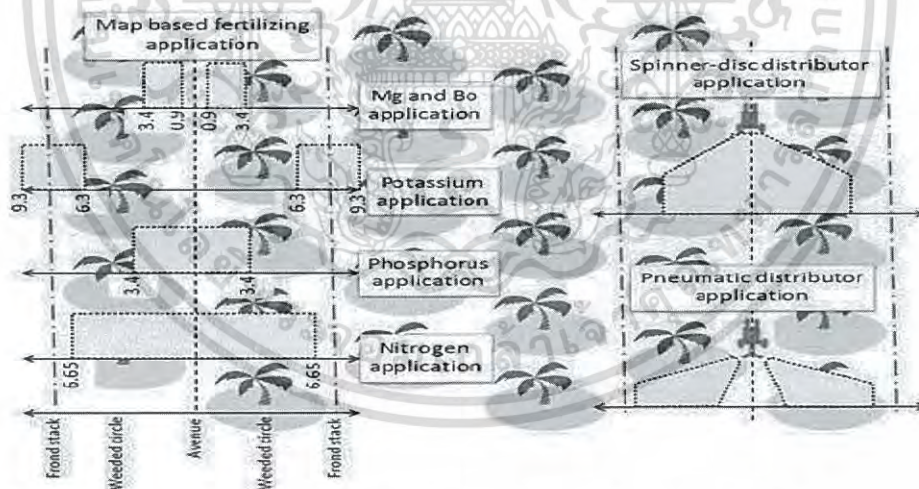 Map based fertilizing
application
3.4
0.9
0.9
3.4
Mg and Bo
application
9.3
6.3
6.3
9.3
Potassium
application
3.4
3.4
Phosphorus
application
6.65
6.65
Nitrogen
application
Frond stack
Weeded circle
Avenue
Weeded circle
Frond stack
Spinner-disc distributor
application
Pneumatic distributor
application